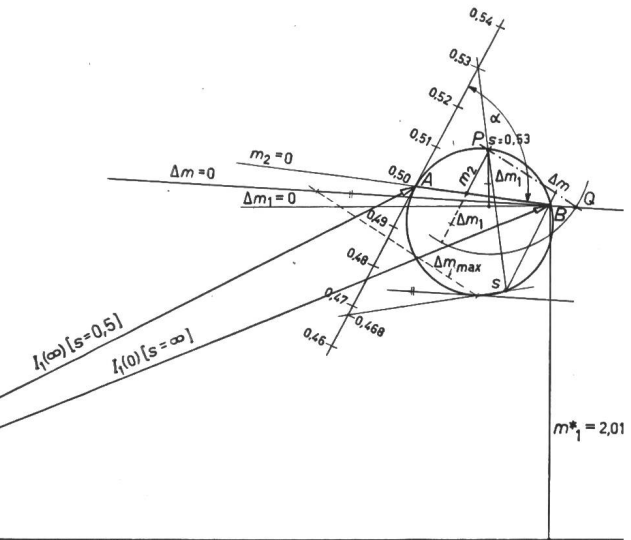 0,54
0,53
0,52
α
0,51
P s=0,53
m₂=0
Δm=0
0,50
A
m₂
Δm₁
Δm
Q
Δm₁=0
B
0,49
Δm₁
0,48
Δm max
s
0,47
0,468
0,46
I₁(∞)[s=0,5]
I₁(0)[s=∞]
m*₁=2,01